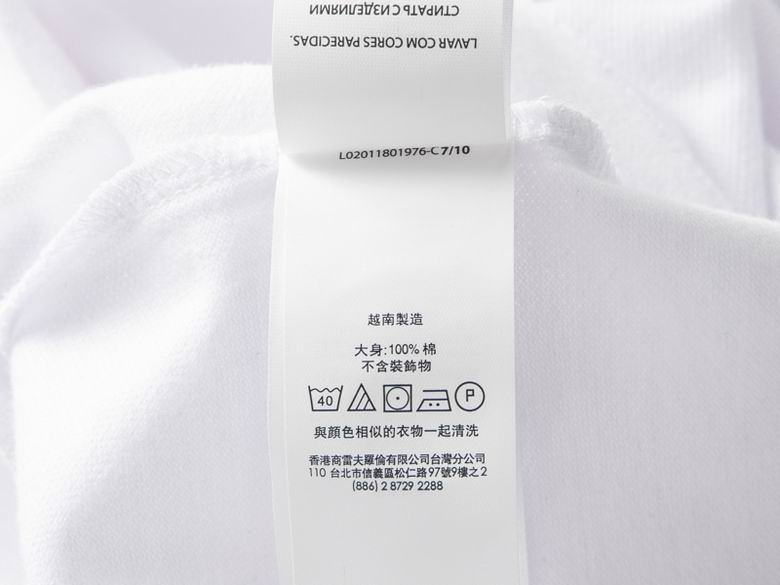 СТИРАТЬ С ИЗДЕЛИЯМИ
LAVAR COM CORES PARECIDAS.
L02011801976-C 7/10
越南製造
大身:100% 棉
不含裝飾物
40 P
與顏色相似的衣物一起清洗
香港商雷夫羅倫有限公司台灣分公司
110 台北市信義區松仁路97號9樓之2
(886) 2 8729 2288